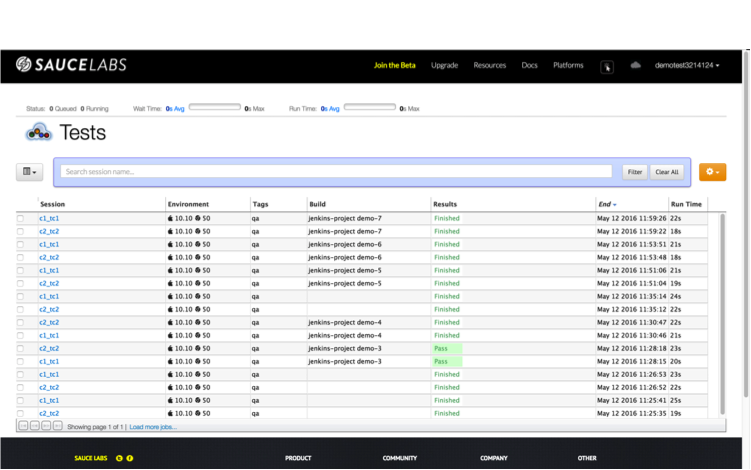 SAUCELABS Join the Beta Upgrade Resources Docs Platforms demotest3214124
Status: 0 Queued 0 Running Wait Time: 0s Avg 0s Max Run Time: 0s Avg 0s Max
Tests
Search session name... Filter Clear All
Session Environment Tags Build Results End Run Time
c1_tc1 10.10 50 qa jenkins-project demo-7 Finished May 12 2016 11:59:26 22s
c2_tc2 10.10 50 qa jenkins-project demo-7 Finished May 12 2016 11:59:22 18s
c1_tc1 10.10 50 qa jenkins-project demo-6 Finished May 12 2016 11:53:51 21s
c2_tc2 10.10 50 qa jenkins-project demo-6 Finished May 12 2016 11:53:48 18s
c1_tc1 10.10 50 qa jenkins-project demo-5 Finished May 12 2016 11:51:06 21s
c2_tc1 10.10 50 qa jenkins-project demo-5 Finished May 12 2016 11:51:04 19s
c1_tc1 10.10 50 qa Finished May 12 2016 11:35:14 24s
c2_tc2 10.10 50 qa Finished May 12 2016 11:35:12 22s
c2_tc2 10.10 50 qa jenkins-project demo-4 Finished May 12 2016 11:30:47 22s
c1_tc1 10.10 50 qa jenkins-project demo-4 Finished May 12 2016 11:30:46 21s
c2_tc2 10.10 50 qa jenkins-project demo-3 Pass May 12 2016 11:28:18 23s
c1_tc1 10.10 50 qa jenkins-project demo-3 Pass May 12 2016 11:28:15 20s
c1_tc1 10.10 50 qa Finished May 12 2016 11:26:53 23s
c2_tc2 10.10 50 qa Finished May 12 2016 11:26:52 22s
c1_tc1 10.10 50 qa Finished May 12 2016 11:25:41 25s
c2_tc2 10.10 50 qa Finished May 12 2016 11:25:35 19s
Showing page 1 of 1 | Load more jobs...
SAUCE LABS PRODUCT COMMUNITY COMPANY OTHER